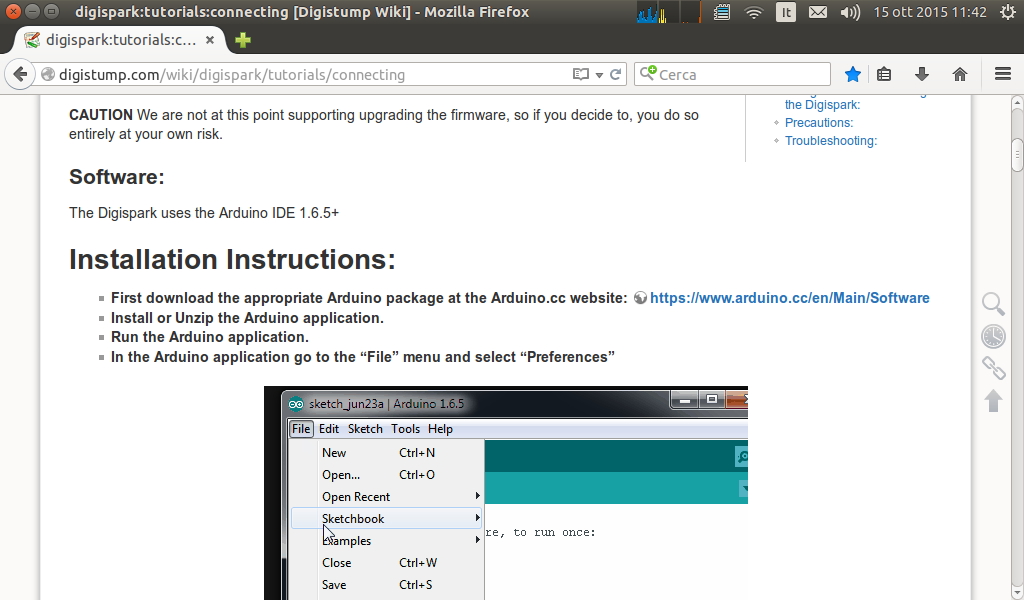 digispark:tutorials:connecting [Digistump Wiki] - Mozilla Firefox
It
15 ott 2015 11:42
digispark:tutorials:c...
digistump.com/wiki/digispark/tutorials/connecting
Cerca
the Digispark:
Precautions:
Troubleshooting:
CAUTION We are not at this point supporting upgrading the firmware, so if you decide to, you do so
entirely at your own risk.
Software:
The Digispark uses the Arduino IDE 1.6.5+
Installation Instructions:
First download the appropriate Arduino package at the Arduino.cc website: https://www.arduino.cc/en/Main/Software
Install or Unzip the Arduino application.
Run the Arduino application.
In the Arduino application go to the “File” menu and select “Preferences”
sketch_jun23a | Arduino 1.6.5
File Edit Sketch Tools Help
New Ctrl+N
Open... Ctrl+O
Open Recent
Sketchbook
re, to run once:
Examples
Close Ctrl+W
Save Ctrl+S